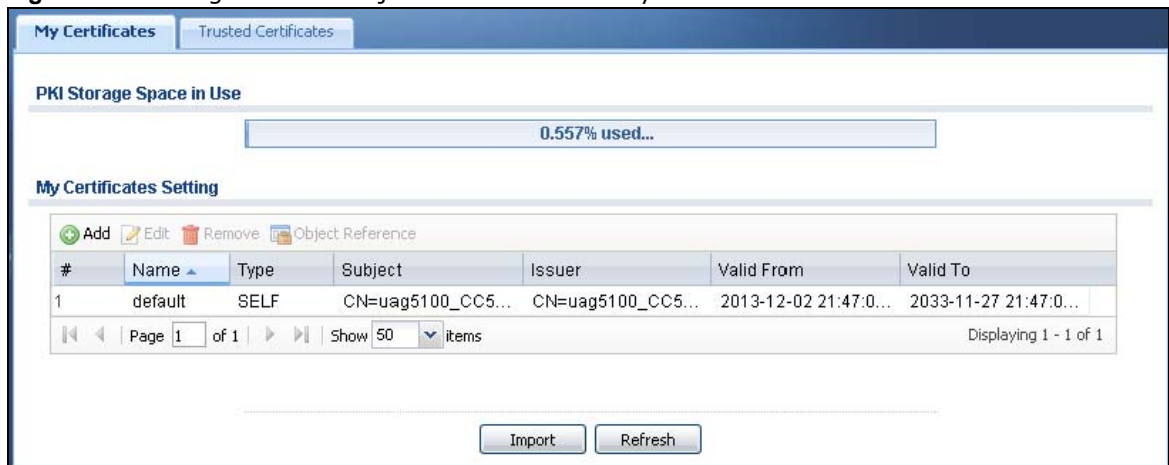 My Certificates Trusted Certificates
PKI Storage Space in Use
0.557% used...
My Certificates Setting
Add Edit Remove Object Reference
# Name Type Subject Issuer Valid From Valid To
1 default SELF CN=uag5100_CC5... CN=uag5100_CC5... 2013-12-02 21:47:0... 2033-11-27 21:47:0...
Page 1 of 1 Show 50 items Displaying 1 - 1 of 1
Import Refresh